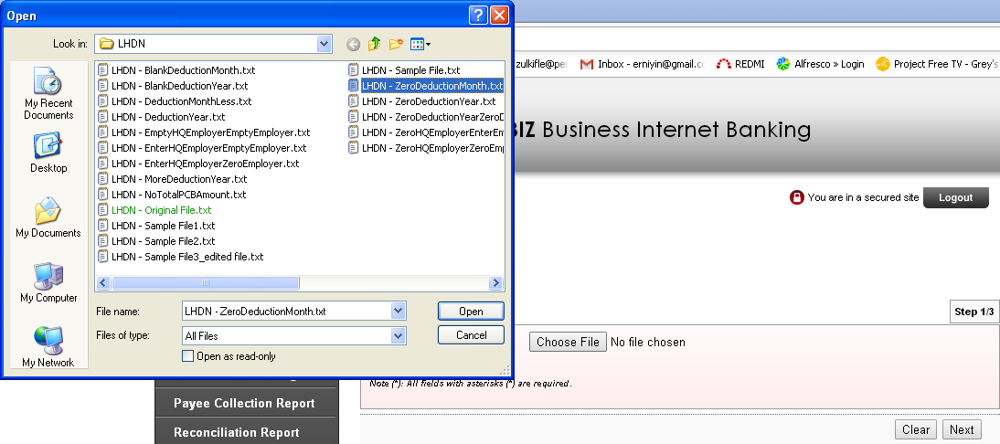 Open
Look in: LHDN
My Recent
Documents
Desktop
My Documents
My Computer
My Network
LHDN - BlankDeductionMonth.txt
LHDN - BlankDeductionYear.txt
LHDN - DeductionMonthLess.txt
LHDN - DeductionYear.txt
LHDN - EmptyHQEmployerEmptyEmployer.txt
LHDN - EnterHQEmployerEmptyEmployer.txt
LHDN - EnterHQEmployerZeroEmployer.txt
LHDN - MoreDeductionYear.txt
LHDN - NoTotalPCBAmount.txt
LHDN - Original File.txt
LHDN - Sample File1.txt
LHDN - Sample File2.txt
LHDN - Sample File3_edited file.txt
LHDN - Sample File.txt
LHDN - ZeroDeductionMonth.txt
LHDN - ZeroDeductionYear.txt
LHDN - ZeroDeductionYearZeroD
LHDN - ZeroHQEmployerEnterEm
LHDN - ZeroHQEmployerZeroEmp
File name: LHDN - ZeroDeductionMonth.txt Open
Files of type: All Files Cancel
Open as read-only
zulkifle@per Inbox - erniyin@gmail.co REDMI Alfresco » Login Project Free TV - Grey's
BIZ Business Internet Banking
You are in a secured site Logout
Step 1/3
Choose File No file chosen
Note (*): All fields with asterisks (*) are required.
Payee Collection Report
Reconciliation Report
Clear Next